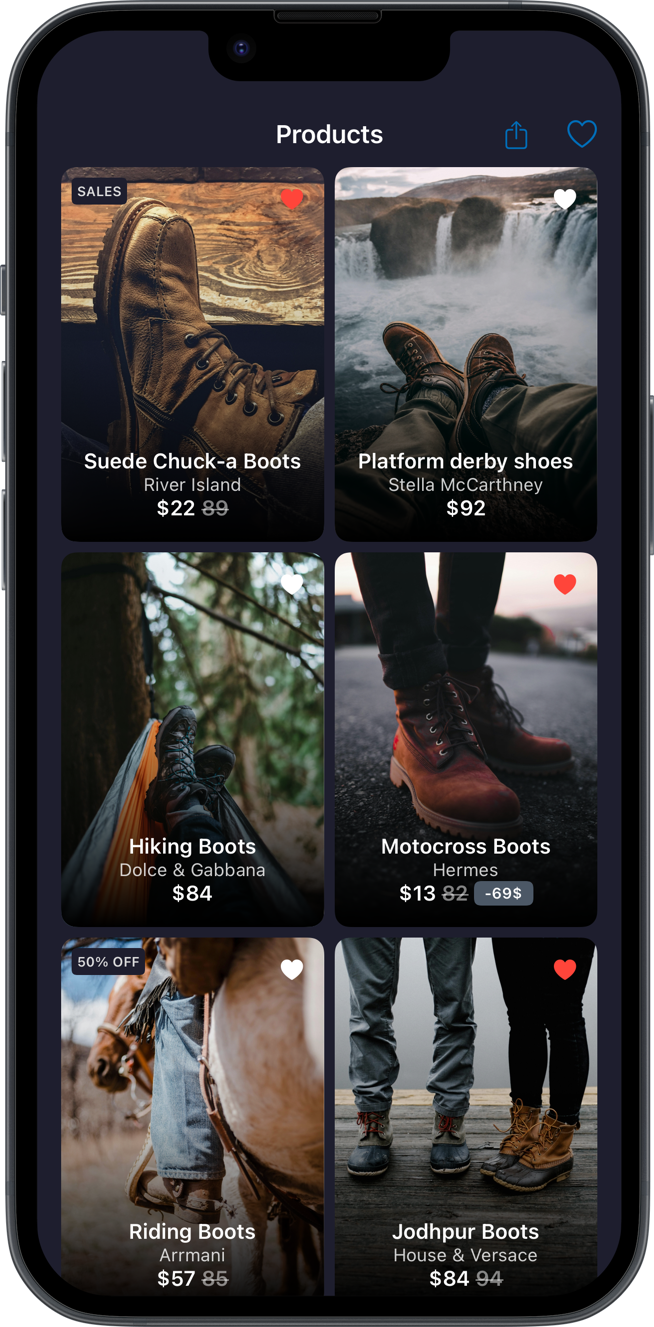 Products
SALES
Suede Chuck-a Boots
River Island
$22 89
Platform derby shoes
Stella McCarthney
$92
Hiking Boots
Dolce & Gabbana
$84
Motocross Boots
Hermes
$13 82 -69$
50% OFF
Riding Boots
Arrmani
$57 85
Jodhpur Boots
House & Versace
$84 94